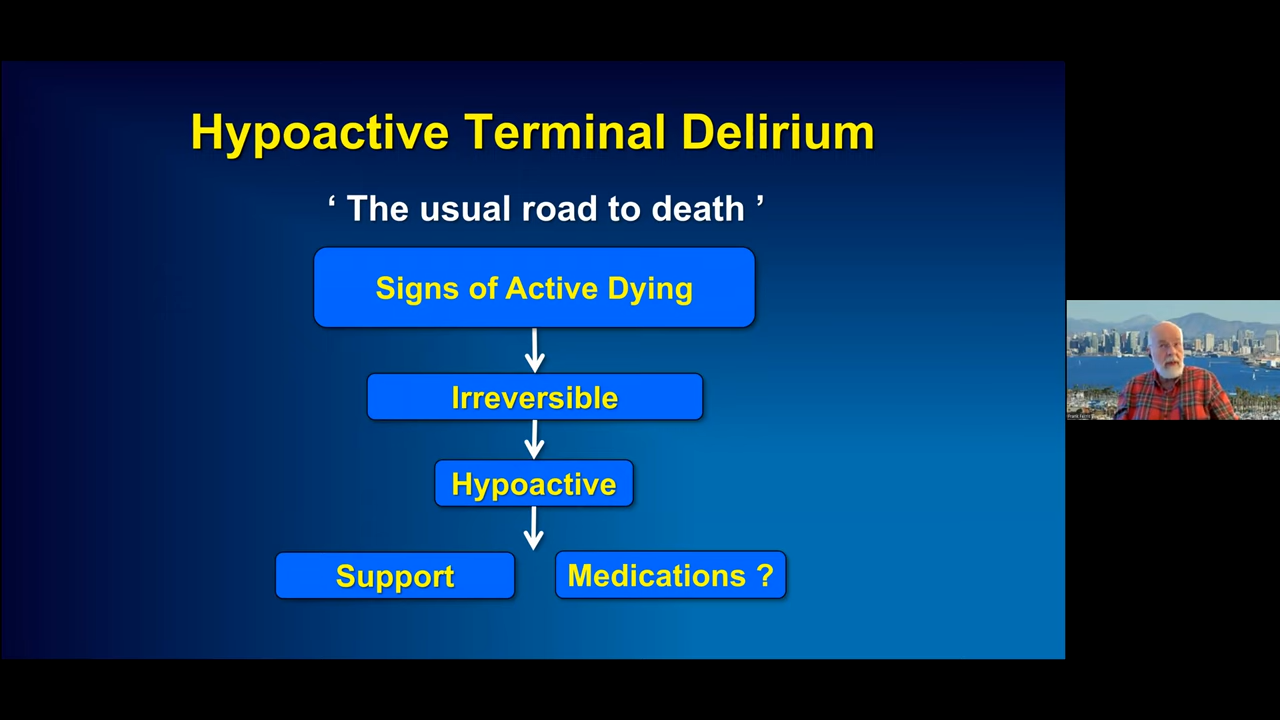 Hypoactive Terminal Delirium
‘ The usual road to death ’
Signs of Active Dying
Irreversible
Hypoactive
Support
Medications ?